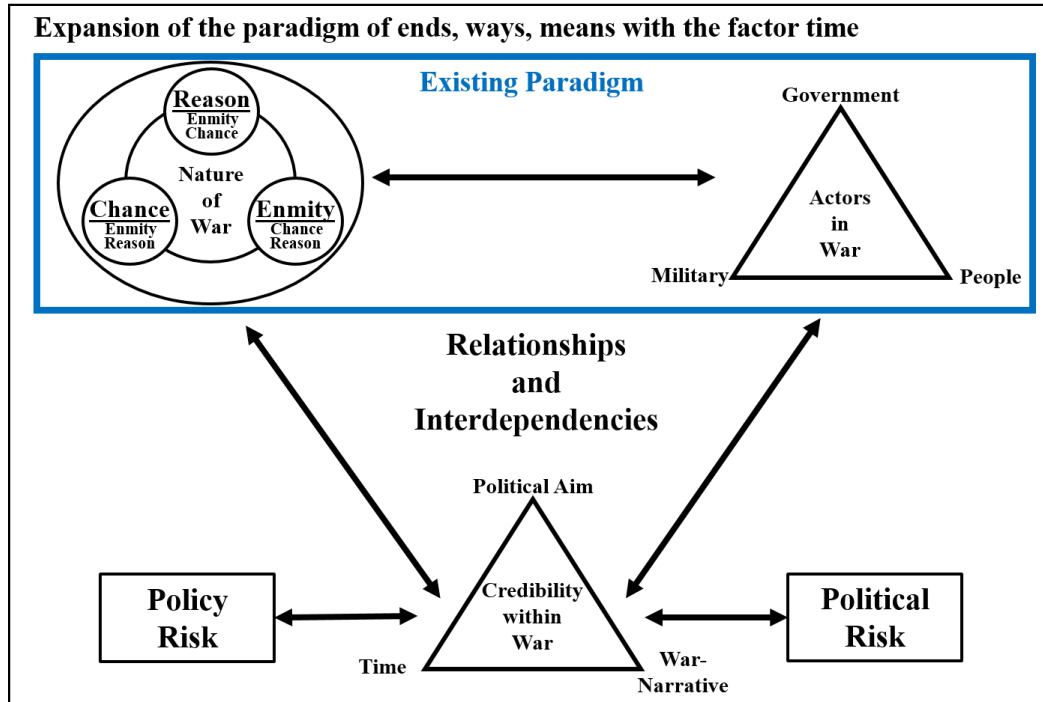 Expansion of the paradigm of ends, ways, means with the factor time
Existing Paradigm
Reason
Enmity
Chance
Nature
of
War
Chance
Enmity
Reason
Enmity
Chance
Reason
Government
Actors
in
War
Military
People
Relationships
and
Interdependencies
Political Aim
Credibility
within
War
Time
War-
Narrative
Policy
Risk
Political
Risk